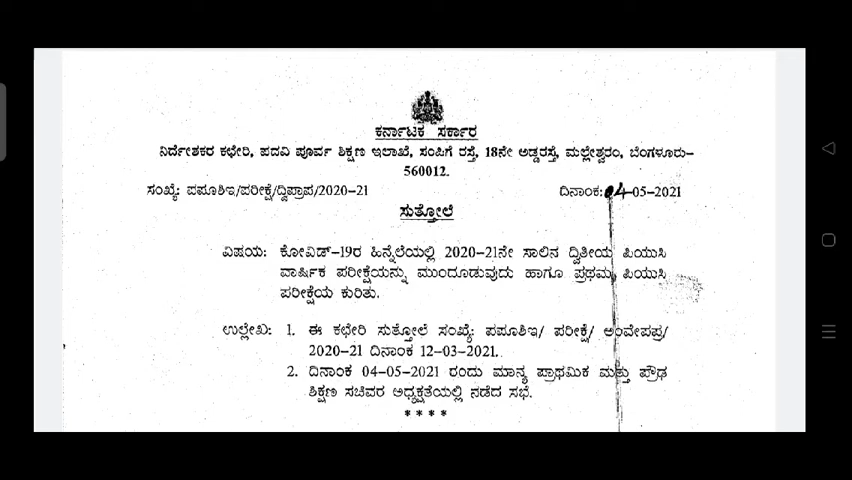 ಕರ್ನಾಟಕ ಸರ್ಕಾರ
ನಿರ್ದೇಶಕರ ಕಛೇರಿ, ಪದವಿ ಪೂರ್ವ ಶಿಕ್ಷಣ ಇಲಾಖೆ, ಸಂಪಿಗೆ ರಸ್ತೆ, 18ನೇ ಅಡ್ಡರಸ್ತೆ, ಮಲ್ಲೇಶ್ವರಂ, ಬೆಂಗಳೂರು-
560012.
ಸಂಖ್ಯೆ: ಪಪೂಶಿಇ/ಪರೀಕ್ಷೆ/ದ್ವಿಪ್ರಾಪ/2020-21 ದಿನಾಂಕ:04-05-2021
ಸುತ್ತೋಲೆ
ವಿಷಯ: ಕೋವಿಡ್-19ರ ಹಿನ್ನೆಲೆಯಲ್ಲಿ 2020-21ನೇ ಸಾಲಿನ ದ್ವಿತೀಯ ಪಿಯುಸಿ
ವಾರ್ಷಿಕ ಪರೀಕ್ಷೆಯನ್ನು ಮುಂದೂಡುವುದು ಹಾಗೂ ಪ್ರಥಮ ಪಿಯುಸಿ
ಪರೀಕ್ಷೆಯ ಕುರಿತು.
ಉಲ್ಲೇಖ: 1. ಈ ಕಛೇರಿ ಸುತ್ತೋಲೆ ಸಂಖ್ಯೆ: ಪಪೂಶಿಇ/ ಪರೀಕ್ಷೆ/ ಅಂವೇಪಪ್ರ/
2020-21 ದಿನಾಂಕ 12-03-2021.
2. ದಿನಾಂಕ 04-05-2021 ರಂದು ಮಾನ್ಯ ಪ್ರಾಥಮಿಕ ಮತ್ತು ಪ್ರೌಢ
ಶಿಕ್ಷಣ ಸಚಿವರ ಅಧ್ಯಕ್ಷತೆಯಲ್ಲಿ ನಡೆದ ಸಭೆ.
****